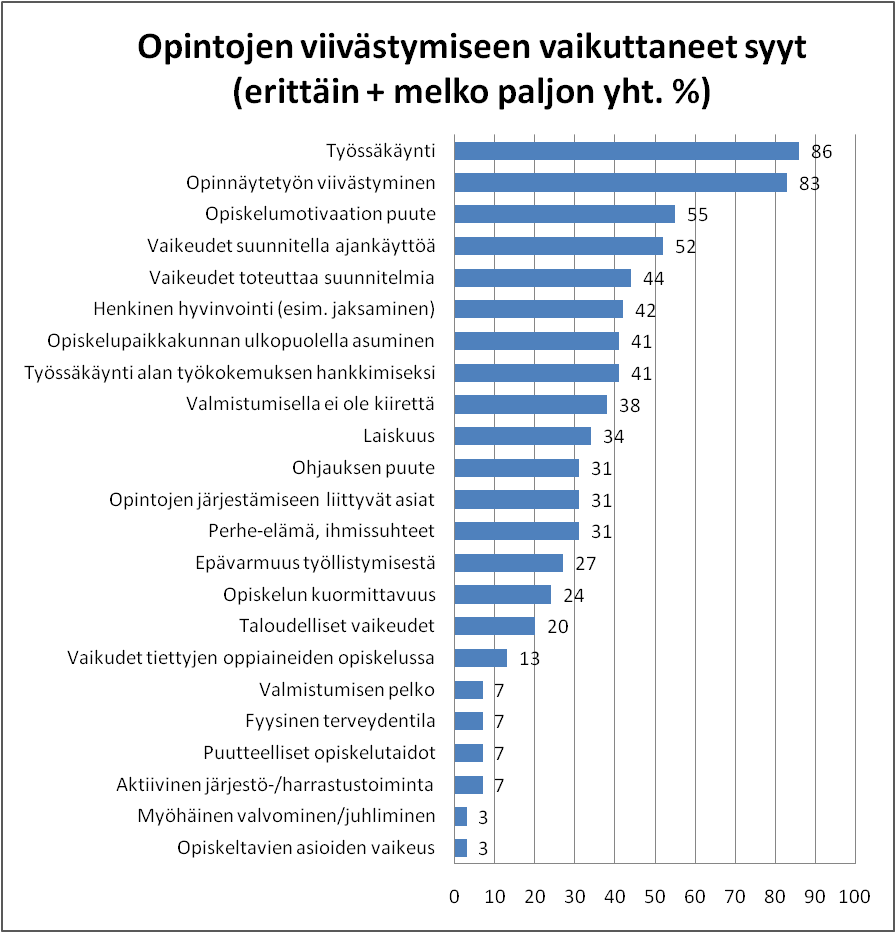 Opintojen viivästymiseen vaikuttaneet syyt
(erittäin + melko paljon yht. %)
Työssäkäynti 86
Opinnäytetyön viivästyminen 83
Opiskelumotivaation puute 55
Vaikeudet suunnitella ajankäyttöä 52
Vaikeudet toteuttaa suunnitelmia 44
Henkinen hyvinvointi (esim. jaksaminen) 42
Opiskelupaikkakunnan ulkopuolella asuminen 41
Työssäkäynti alan työkokemuksen hankkimiseksi 41
Valmistumisella ei ole kiirettä 38
Laiskuus 34
Ohjauksen puute 31
Opintojen järjestämiseen liittyvät asiat 31
Perhe-elämä, ihmissuhteet 31
Epävarmuus työllistymisestä 27
Opiskelun kuormittavuus 24
Taloudelliset vaikeudet 20
Vaikudet tiettyjen oppiaineiden opiskelussa 13
Valmistumisen pelko 7
Fyysinen terveydentila 7
Puutteelliset opiskelutaidot 7
Aktiivinen järjestö-/harrastustoiminta 7
Myöhäinen valvominen/juhliminen 3
Opiskeltavien asioiden vaikeus 3
0 10 20 30 40 50 60 70 80 90 100